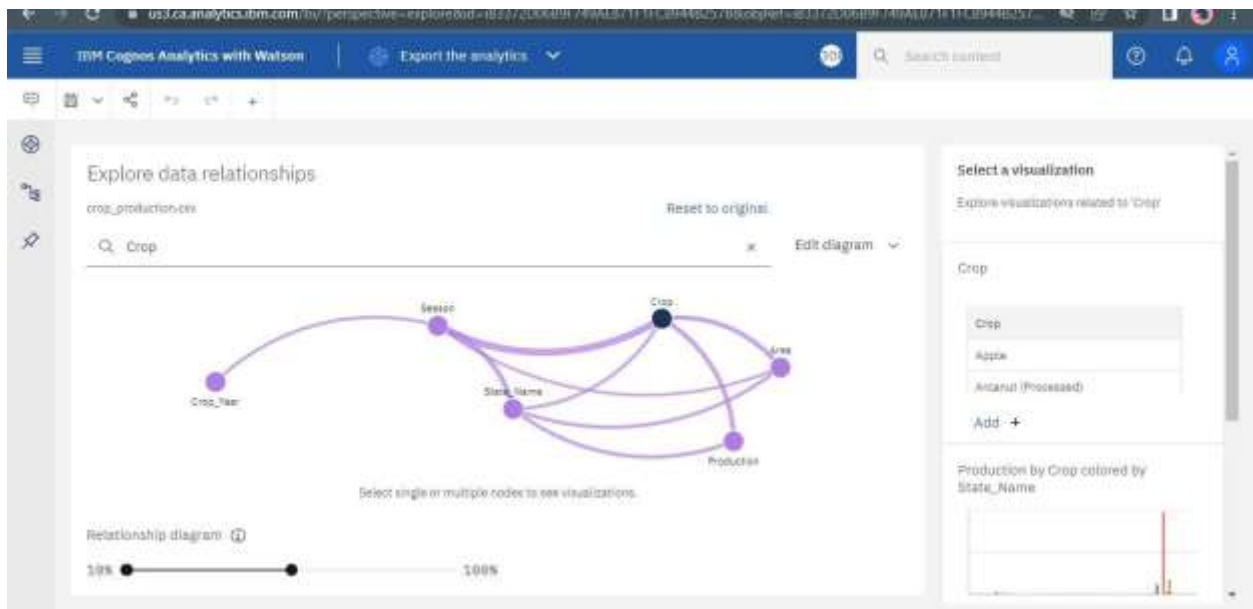 IBM Cognos Analytics with Watson
Export the analytics
Search content
Explore data relationships
crop_production.csv
Reset to original
Crop
Edit diagram
Season
Crop
Area
Crop_Year
State_Name
Production
Select single or multiple nodes to see visualizations.
Relationship diagram
10%
100%
Select a visualization
Explore visualizations related to 'Crop'
Crop
Crop
Apple
Arcanut (Processed)
Add +
Production by Crop colored by
State_Name